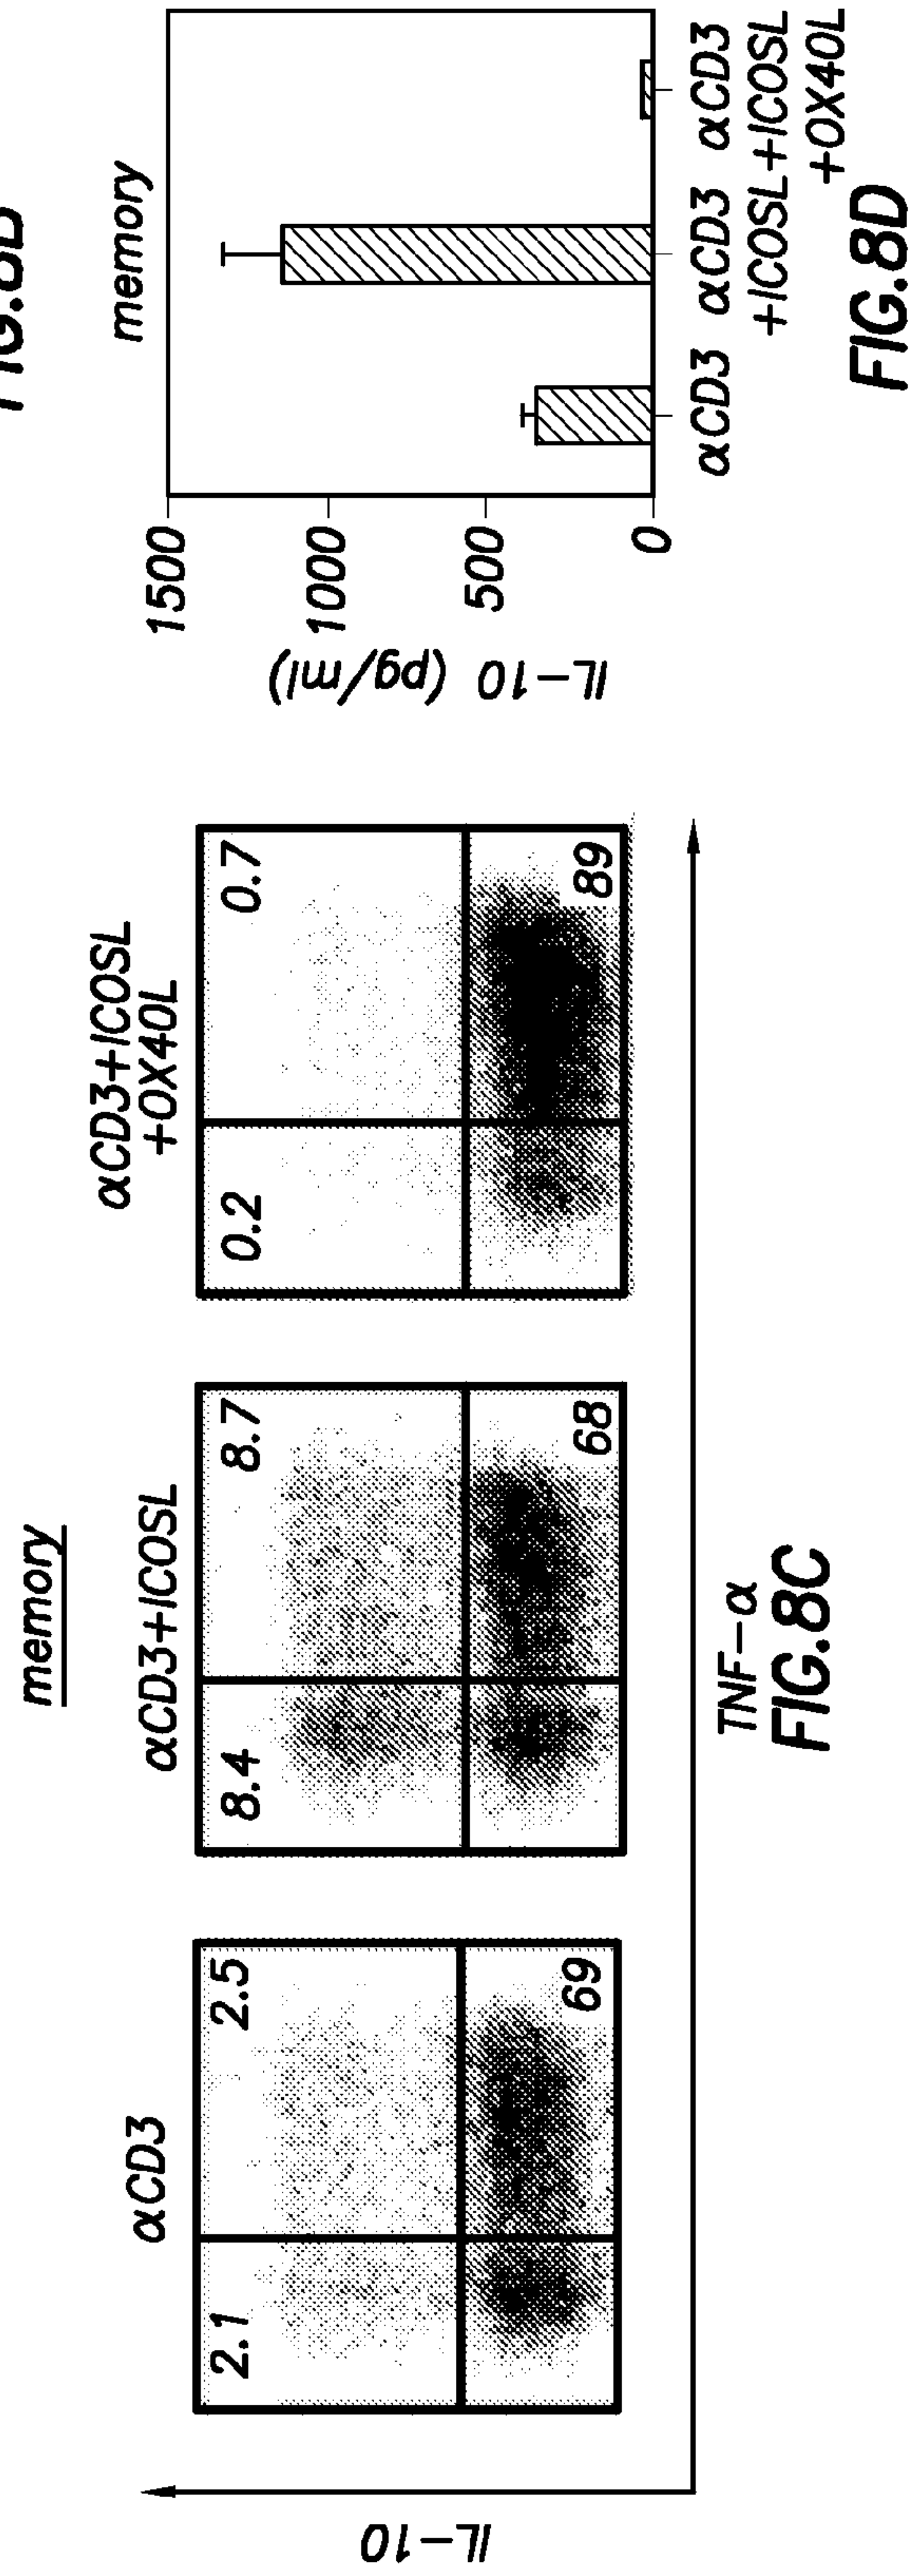 memory
αCD3
αCD3+ICOSL
αCD3+ICOSL
+OX40L
2.1
2.5
69
8.4
8.7
68
0.2
0.7
89
IL-10
TNF-α
FIG.8C
memory
1500
1000
500
0
IL-10 (pg/ml)
αCD3 αCD3 αCD3
+ICOSL+ICOSL
+OX40L
FIG.8D